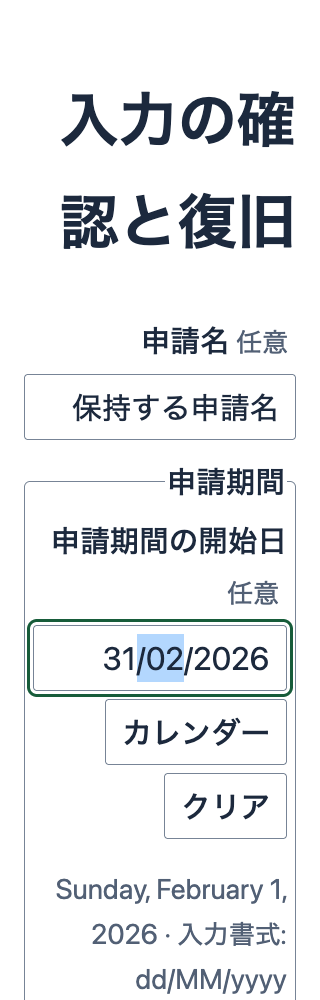 入力の確
認と復旧
申請名 任意
保持する申請名
申請期間
申請期間の開始日
任意
31/02/2026
カレンダー
クリア
Sunday, February 1,
2026 · 入力書式:
dd/MM/yyyy